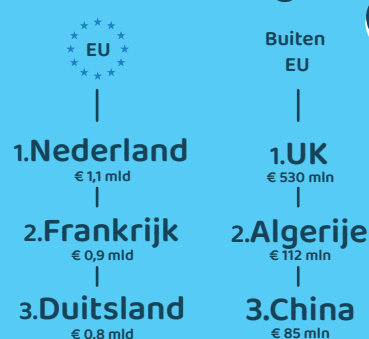 EU
1.Nederland
€ 1,1 mld
2.Frankrijk
€ 0,9 mld
3.Duitsland
€ 0,8 mld
Buiten
EU
1.UK
€ 530 mln
2.Algerije
€ 112 mln
3.China
€ 85 mln